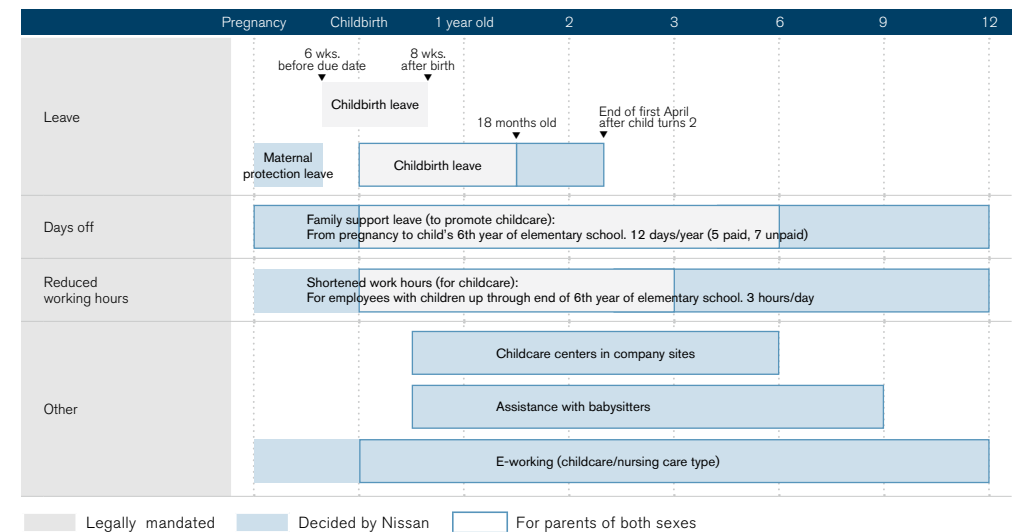 Pregnancy Childbirth 1 year old 2 3 6 9 12
6 wks.
before due date
8 wks.
after birth
Childbirth leave
Leave
18 months old
End of first April
after child turns 2
Maternal
protection leave
Childbirth leave
Days off
Family support leave (to promote childcare):
From pregnancy to child's 6th year of elementary school. 12 days/year (5 paid, 7 unpaid)
Reduced
working hours
Shortened work hours (for childcare):
For employees with children up through end of 6th year of elementary school. 3 hours/day
Childcare centers in company sites
Other
Assistance with babysitters
E-working (childcare/nursing care type)
Legally mandated Decided by Nissan For parents of both sexes